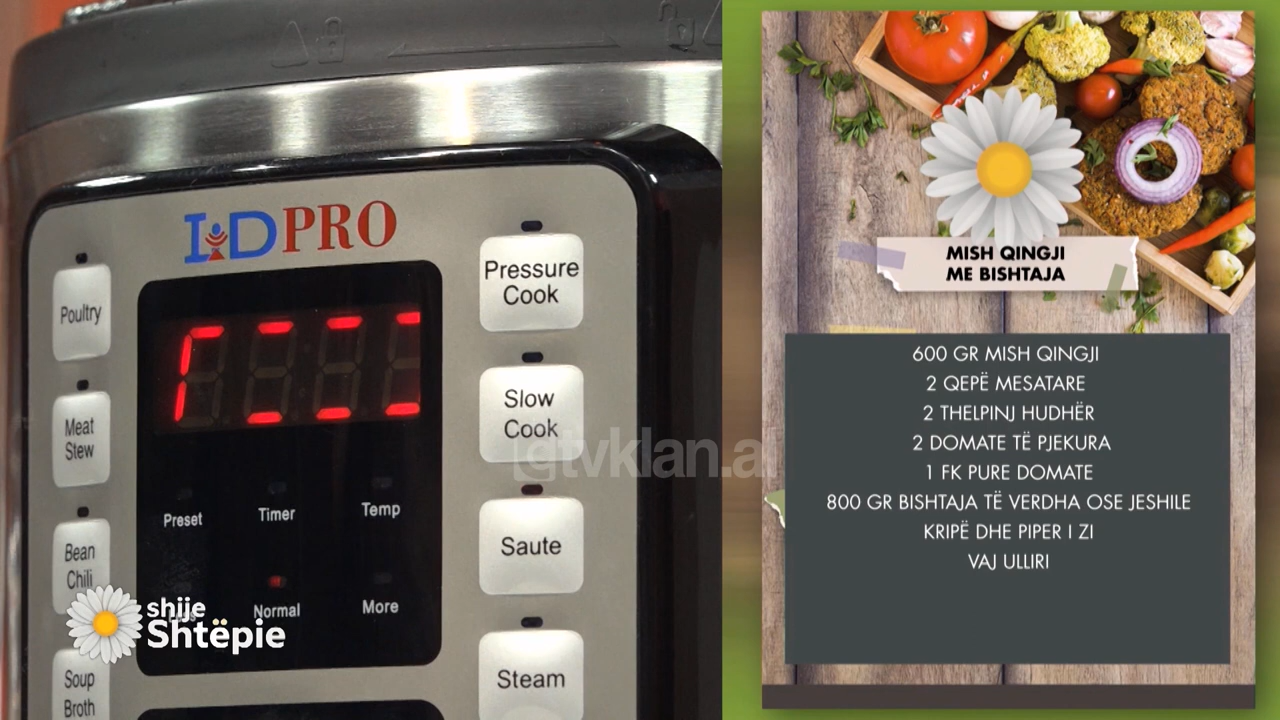 LD PRO
Poultry
Meat
Stew
Bean
Chili
Soup
Broth
Preset
Timer
Temp
Normal
More
Pressure
Cook
Slow
Cook
Saute
Steam
shije
Shtëpie
tvklan.a
MISH QINGJI
ME BISHTAJA
600 GR MISH QINGJI
2 QEPË MESATARE
2 THELPINJ HUDHËR
2 DOMATE TË PJEKURA
1 FK PURE DOMATE
800 GR BISHTAJA TË VERDHA OSE JESHILE
KRIPË DHE PIPER I ZI
VAJ ULLIRI